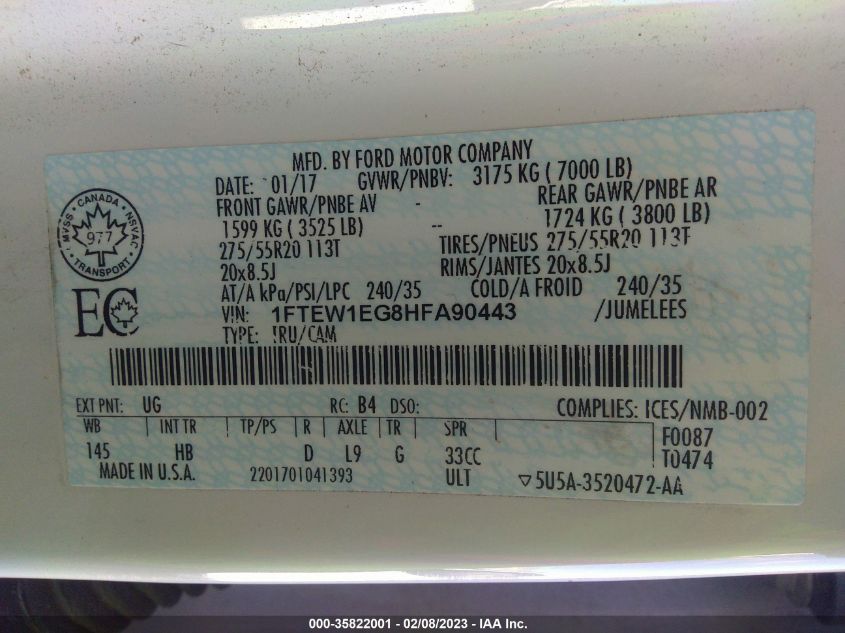 MFD. BY FORD MOTOR COMPANY
DATE: 01/17 GVWR/PNBV: 3175 KG ( 7000 LB)
FRONT GAWR/PNBE AV - REAR GAWR/PNBE AR
1599 KG ( 3525 LB) -- 1724 KG ( 3800 LB)
275/55R20 113T TIRES/PNEUS 275/55R20 113T
20x8.5J RIMS/JANTES 20x8.5J
AT/A kPa/PSI/LPC 240/35 COLD/A FROID 240/35
VIN: 1FTEW1EG8HFA90443 /JUMELEES
TYPE: TRU/CAM
CANADA
MVSS NSVAC
977
TRANSPORT
EC
EXT PNT: UG RC: B4 DSO: COMPLIES: ICES/NMB-002
WB INT TR TP/PS R AXLE TR SPR F0087
145 HB D L9 G 33CC T0474
MADE IN U.S.A. 2201701041393 ULT ▽5U5A-3520472-AA
000-35822001 - 02/08/2023 - IAA Inc.